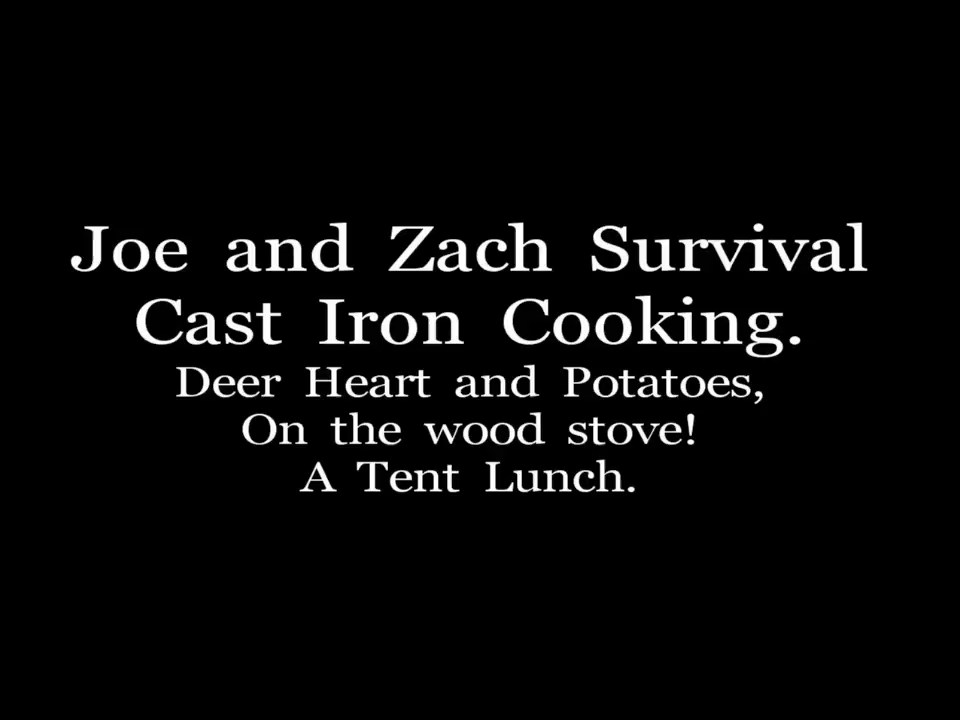 Joe and Zach Survival
Cast Iron Cooking.
Deer Heart and Potatoes,
On the wood stove!
A Tent Lunch.